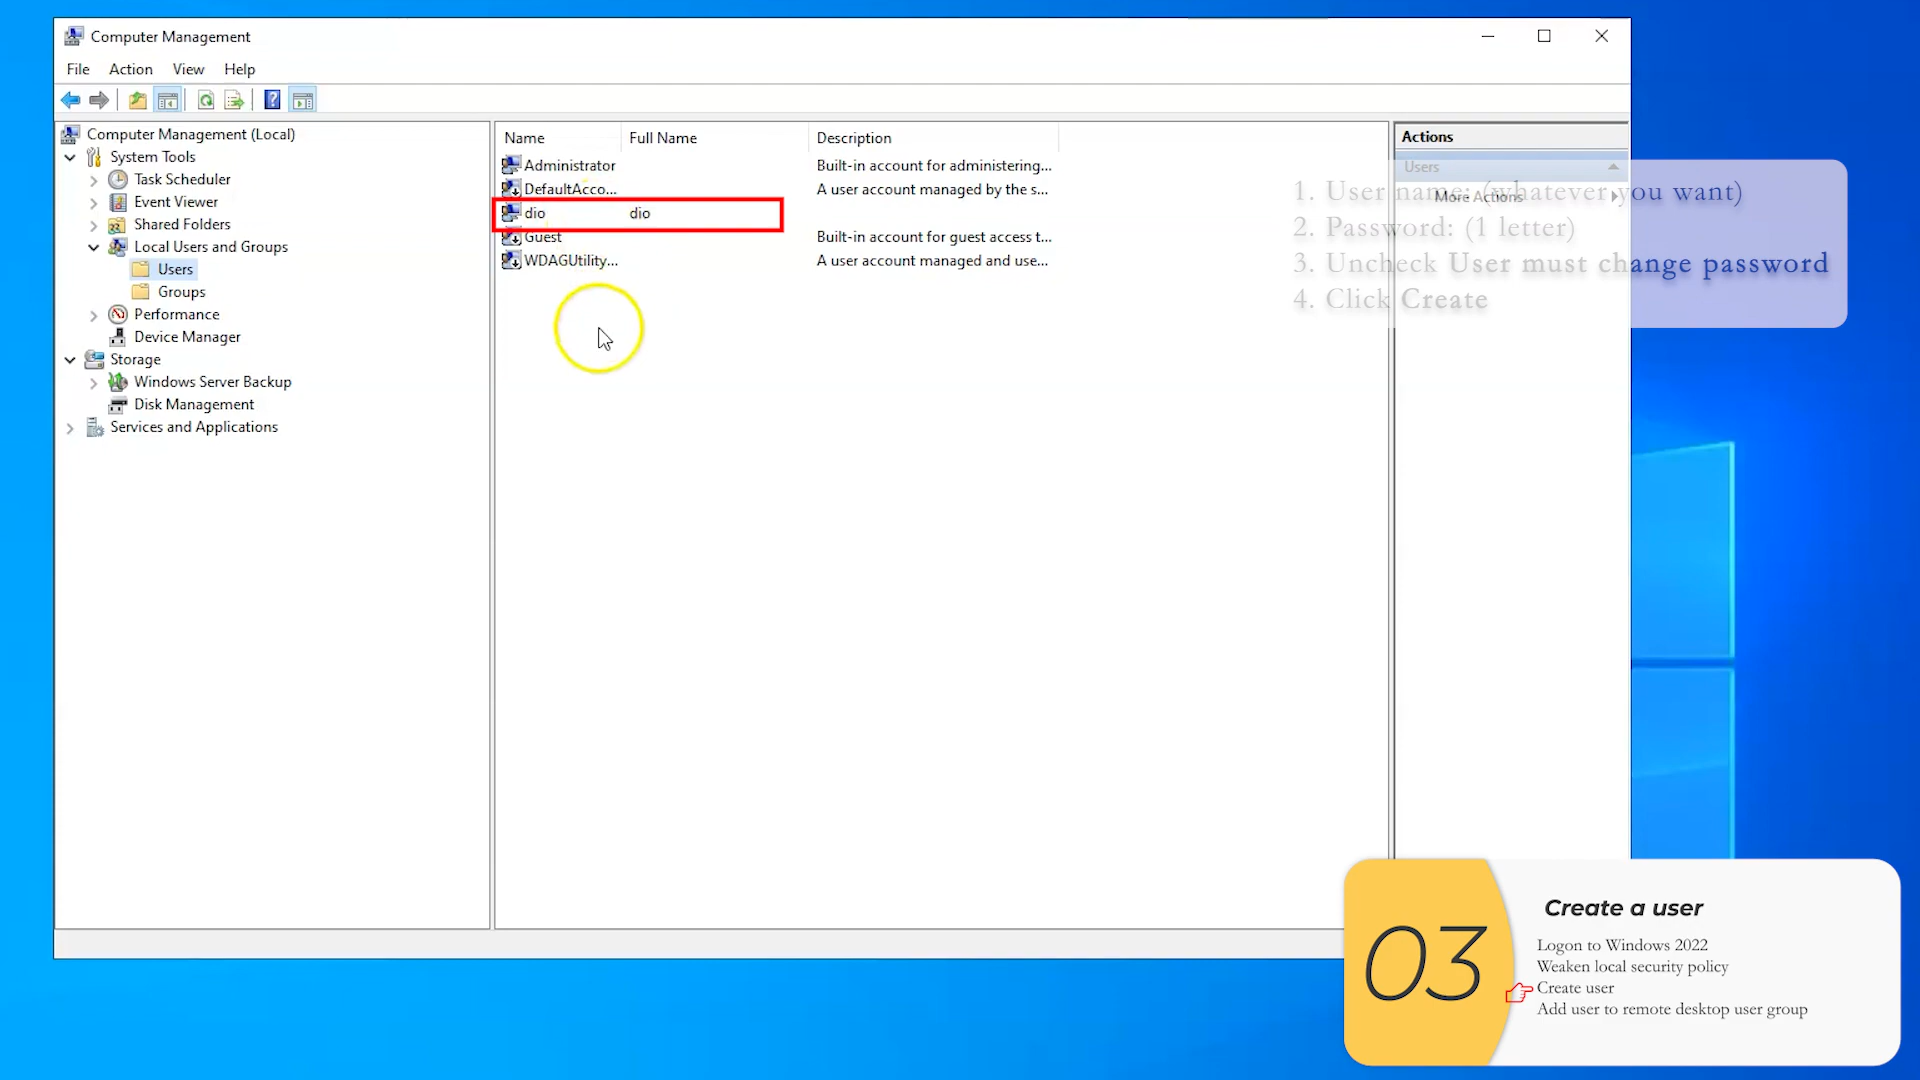 Computer Management
File Action View Help
Computer Management (Local)
System Tools
Task Scheduler
Event Viewer
Shared Folders
Local Users and Groups
Users
Groups
Performance
Device Manager
Storage
Windows Server Backup
Disk Management
Services and Applications
Name Full Name Description
Administrator Built-in account for administering...
DefaultAcco... A user account managed by the s...
dio dio
Guest Built-in account for guest access t...
WDAGUtility... A user account managed and use...
Actions
Users
More Actions
1. User name: (whatever you want)
2. Password: (1 letter)
3. Uncheck User must change password
4. Click Create
03
Create a user
Logon to Windows 2022
Weaken local security policy
Create user
Add user to remote desktop user group